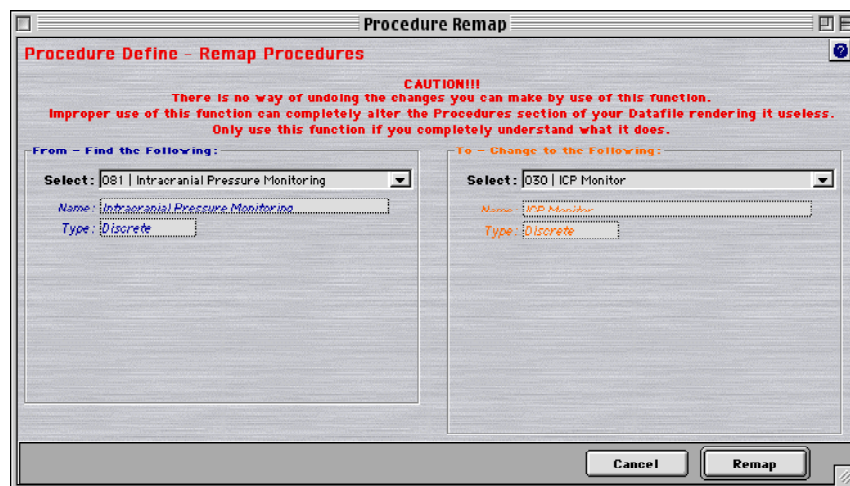 Procedure Remap
Procedure Define - Remap Procedures
?
CAUTION!!!
There is no way of undoing the changes you can make by use of this function.
Improper use of this function can completely alter the Procedures section of your Datafile rendering it useless.
Only use this function if you completely understand what it does.
From - Find the Following:
Select: 081 | Intracranial Pressure Monitoring
Name: Intracranial Pressure Monitoring
Type: Discrete
To - Change to the Following:
Select: 030 | ICP Monitor
Name: ICP Monitor
Type: Discrete
Cancel
Remap